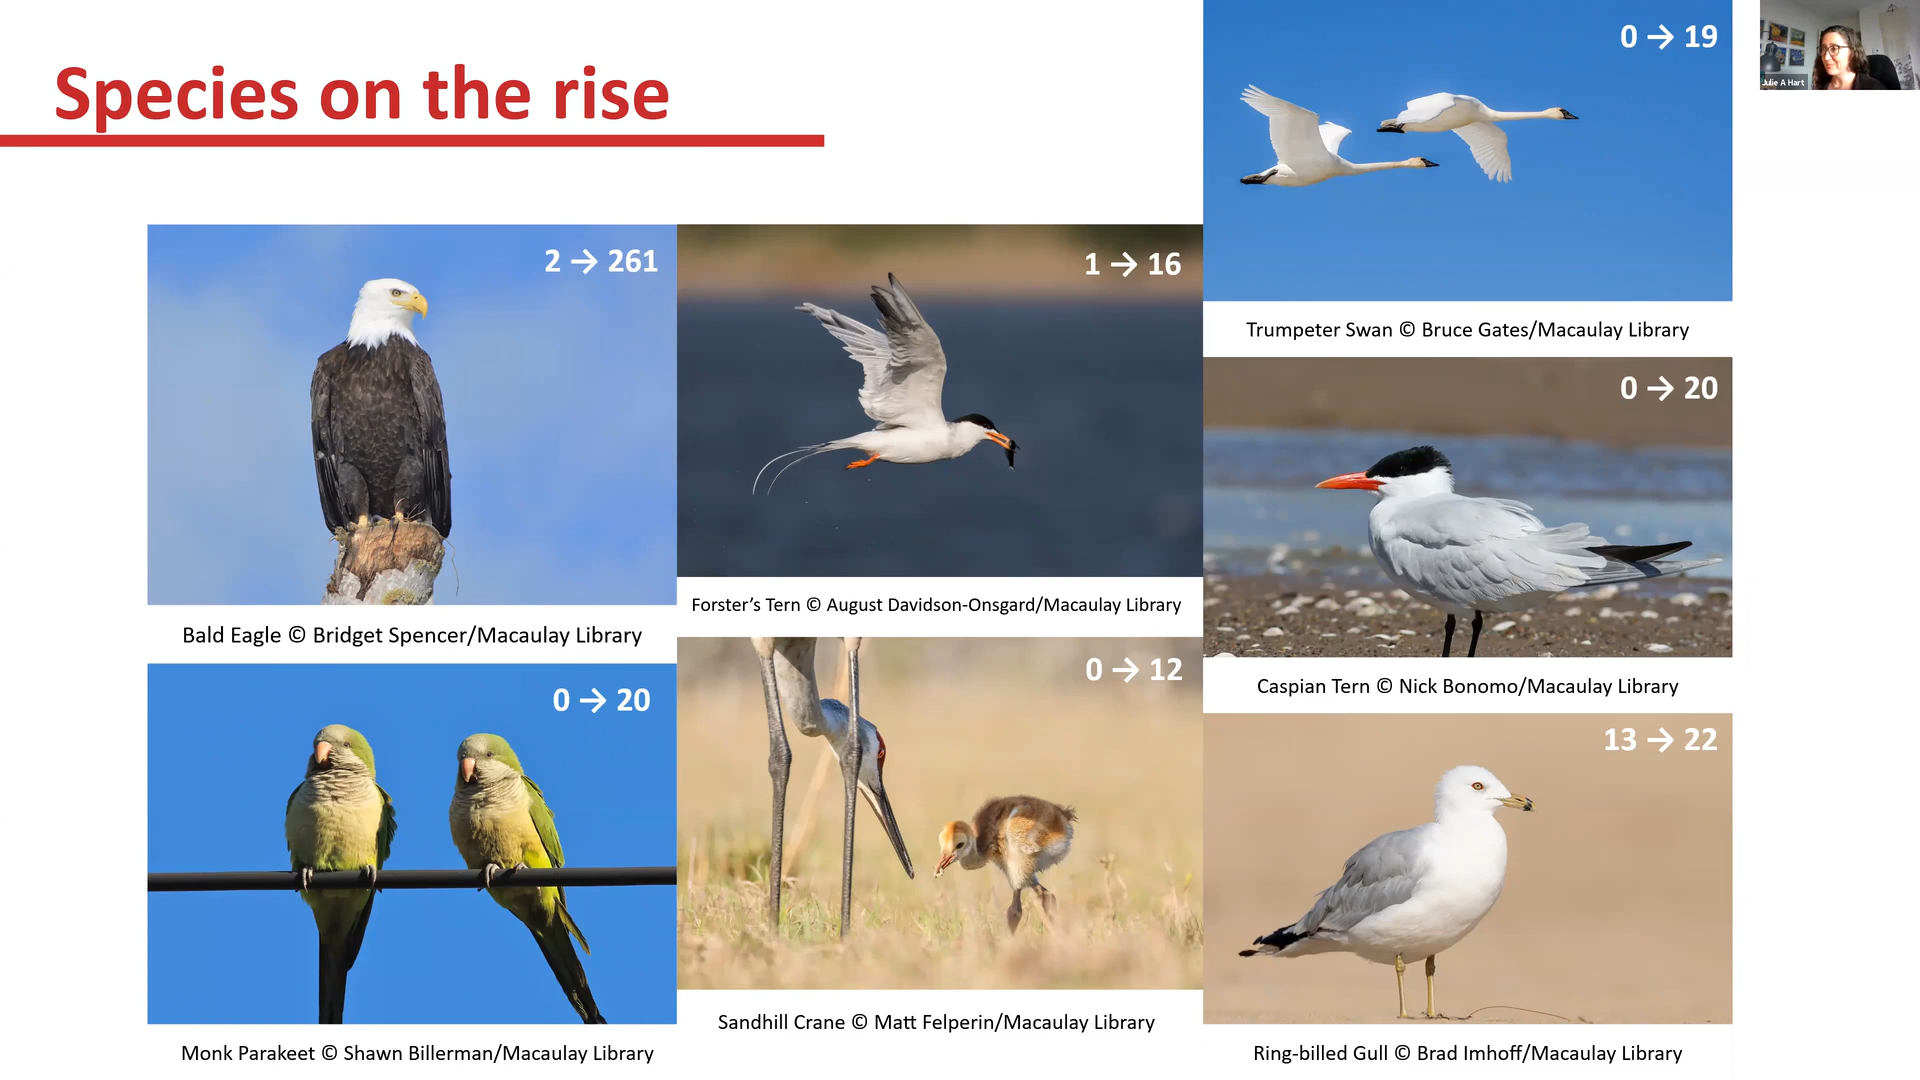 Species on the rise
0 → 19
Julie A Hart
Trumpeter Swan © Bruce Gates/Macaulay Library
2 → 261
Bald Eagle © Bridget Spencer/Macaulay Library
1 → 16
Forster's Tern © August Davidson-Onsgard/Macaulay Library
0 → 20
Caspian Tern © Nick Bonomo/Macaulay Library
0 → 20
Monk Parakeet © Shawn Billerman/Macaulay Library
0 → 12
Sandhill Crane © Matt Felperin/Macaulay Library
13 → 22
Ring-billed Gull © Brad Imhoff/Macaulay Library